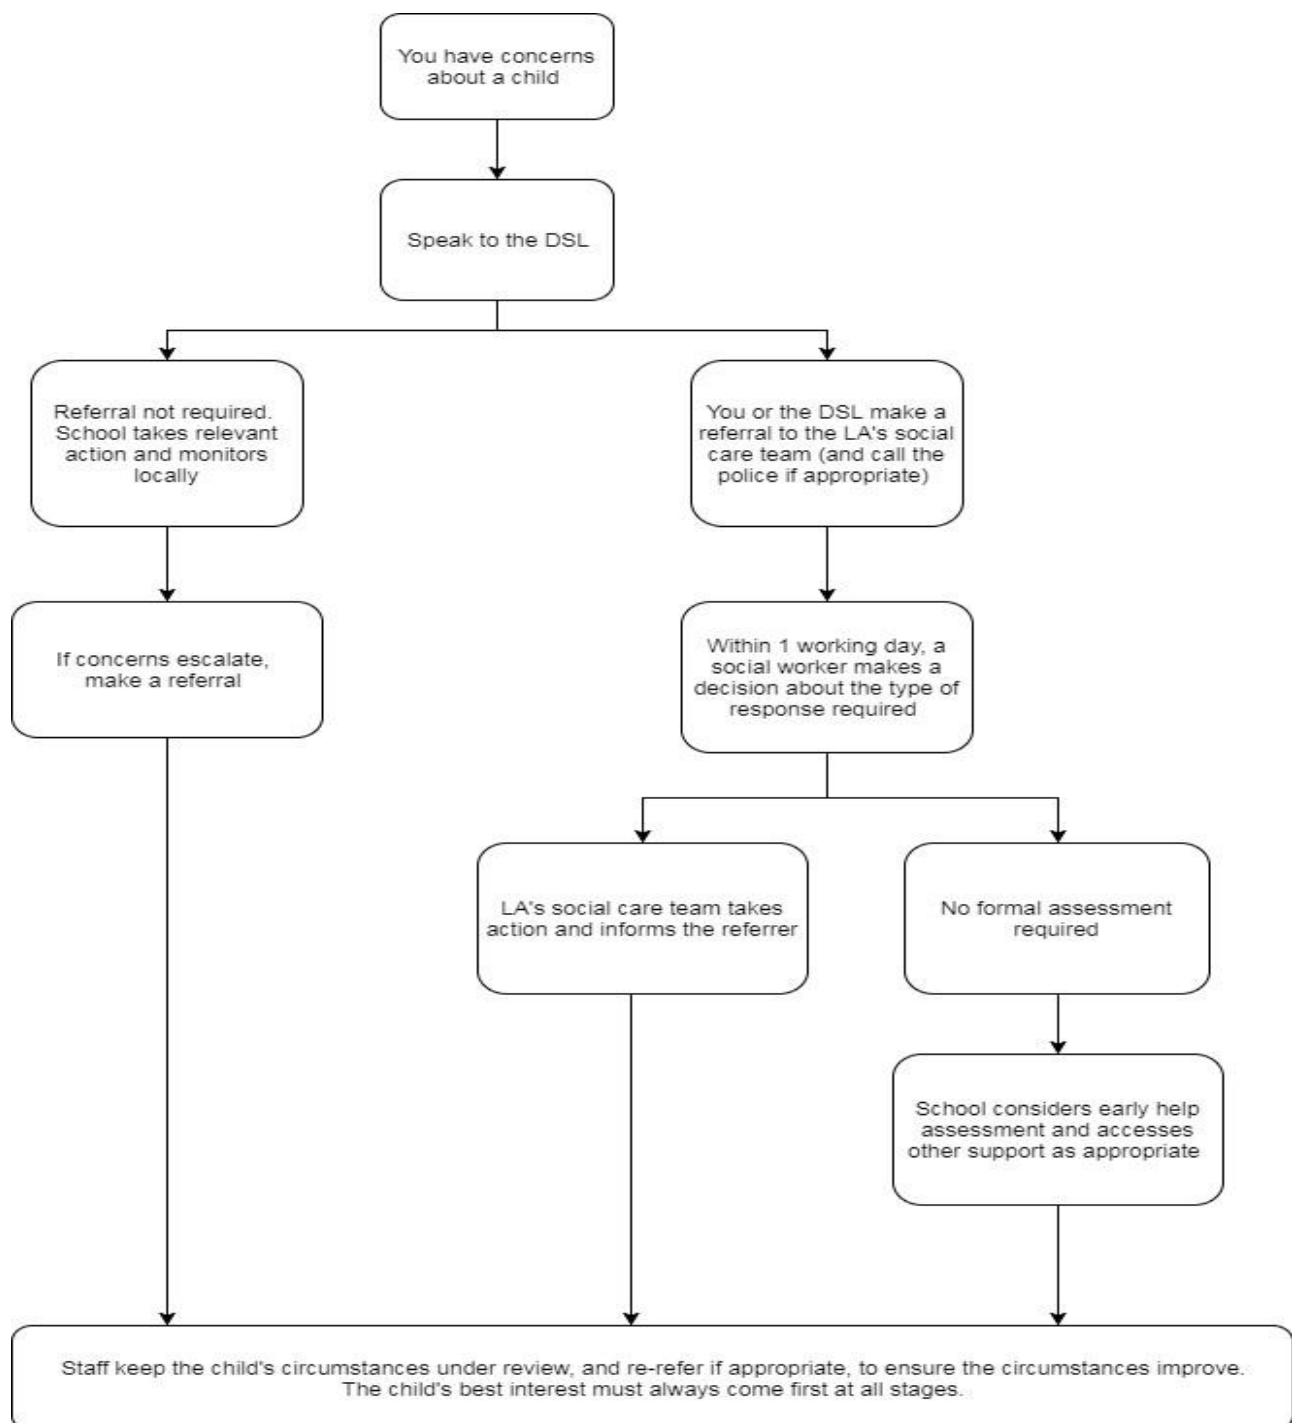 You have concerns
about a child
Speak to the DSL
Referral not required.
School takes relevant
action and monitors
locally
You or the DSL make a
referral to the LA's social
care team (and call the
police if appropriate)
If concerns escalate,
make a referral
Within 1 working day, a
social worker makes a
decision about the type of
response required
LA's social care team takes
action and informs the referrer
No formal assessment
required
School considers early help
assessment and accesses
other support as appropriate
Staff keep the child's circumstances under review, and re-refer if appropriate, to ensure the circumstances improve.
The child's best interest must always come first at all stages.